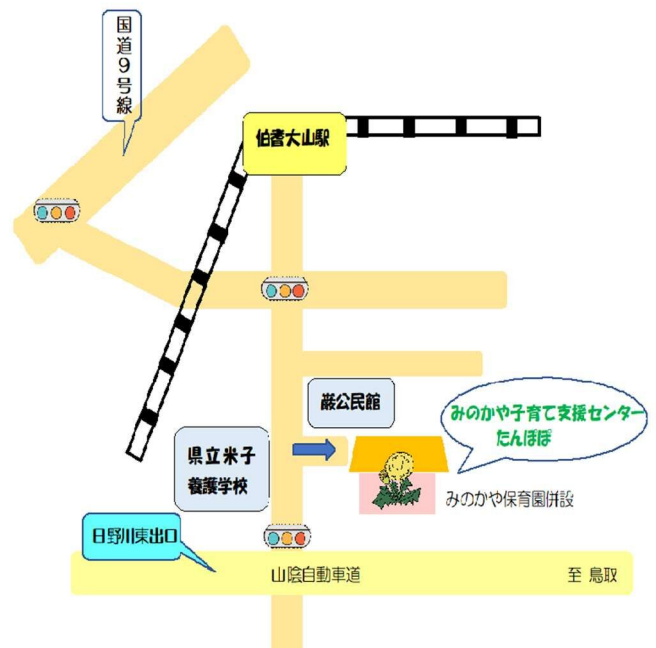 国道9号線
伯耆大山駅
巌公民館
みのかや子育て支援センター
たんぽぽ
県立米子
養護学校
みのかや保育園併設
日野川東出口
山陰自動車道
至 鳥取